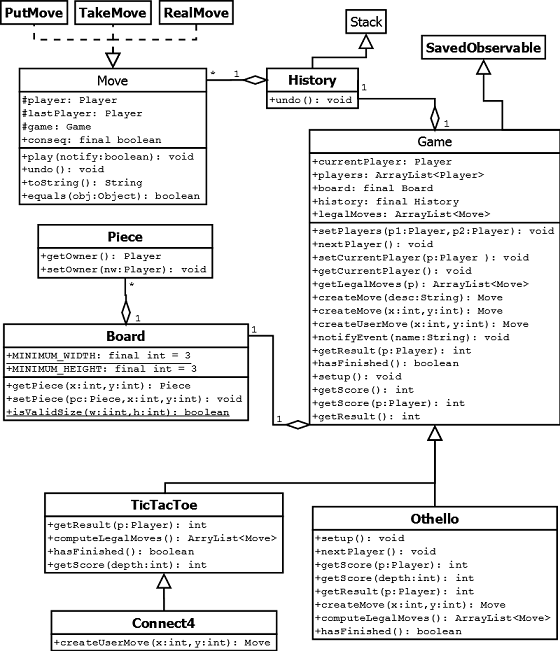 PutMove
TakeMove
RealMove
Stack
SavedObservable
Move
#player: Player
#lastPlayer: Player
#game: Game
+conseq: final boolean
+play(notify:boolean): void
+undo(): void
+toString(): String
+equals(obj:Object): boolean
*
1
History
+undo(): void
1
1
Game
+currentPlayer: Player
+players: ArrayList<Player>
+board: final Board
+history: final History
+legalMoves: ArrayList<Move>
+setPlayers(p1:Player,p2:Player): void
+nextPlayer(): void
+setCurrentPlayer(p:Player ): void
+getCurrentPlayer(): void
+getLegalMoves(p): ArrayList<Move>
+createMove(desc:String): Move
+createMove(x:int,y:int): Move
+createUserMove(x:int,y:int): Move
+notifyEvent(name:String): void
+getResult(p:Player): int
+hasFinished(): boolean
+setup(): void
+getScore(): int
+getScore(p:Player): int
+getResult(): int
Piece
+getOwner(): Player
+setOwner(nw:Player): void
*
1
Board
+MINIMUM_WIDTH: final int = 3
+MINIMUM_HEIGHT: final int = 3
+getPiece(x:int,y:int): Piece
+setPiece(pc:Piece,x:int,y:int): void
+isValidSize(w:iint,h:int): boolean
1
1
TicTacToe
+getResult(p:Player): int
+computeLegalMoves(): ArryList<Move>
+hasFinished(): boolean
+getScore(depth:int): int
Connect4
+createUserMove(x:int,y:int): Move
Othello
+setup(): void
+nextPlayer(): void
+getScore(p:Player): int
+getScore(depth:int): int
+getResult(p:Player): int
+createMove(x:int,y:int): Move
+computeLegalMoves(): ArrayList<Move>
+hasFinished(): boolean